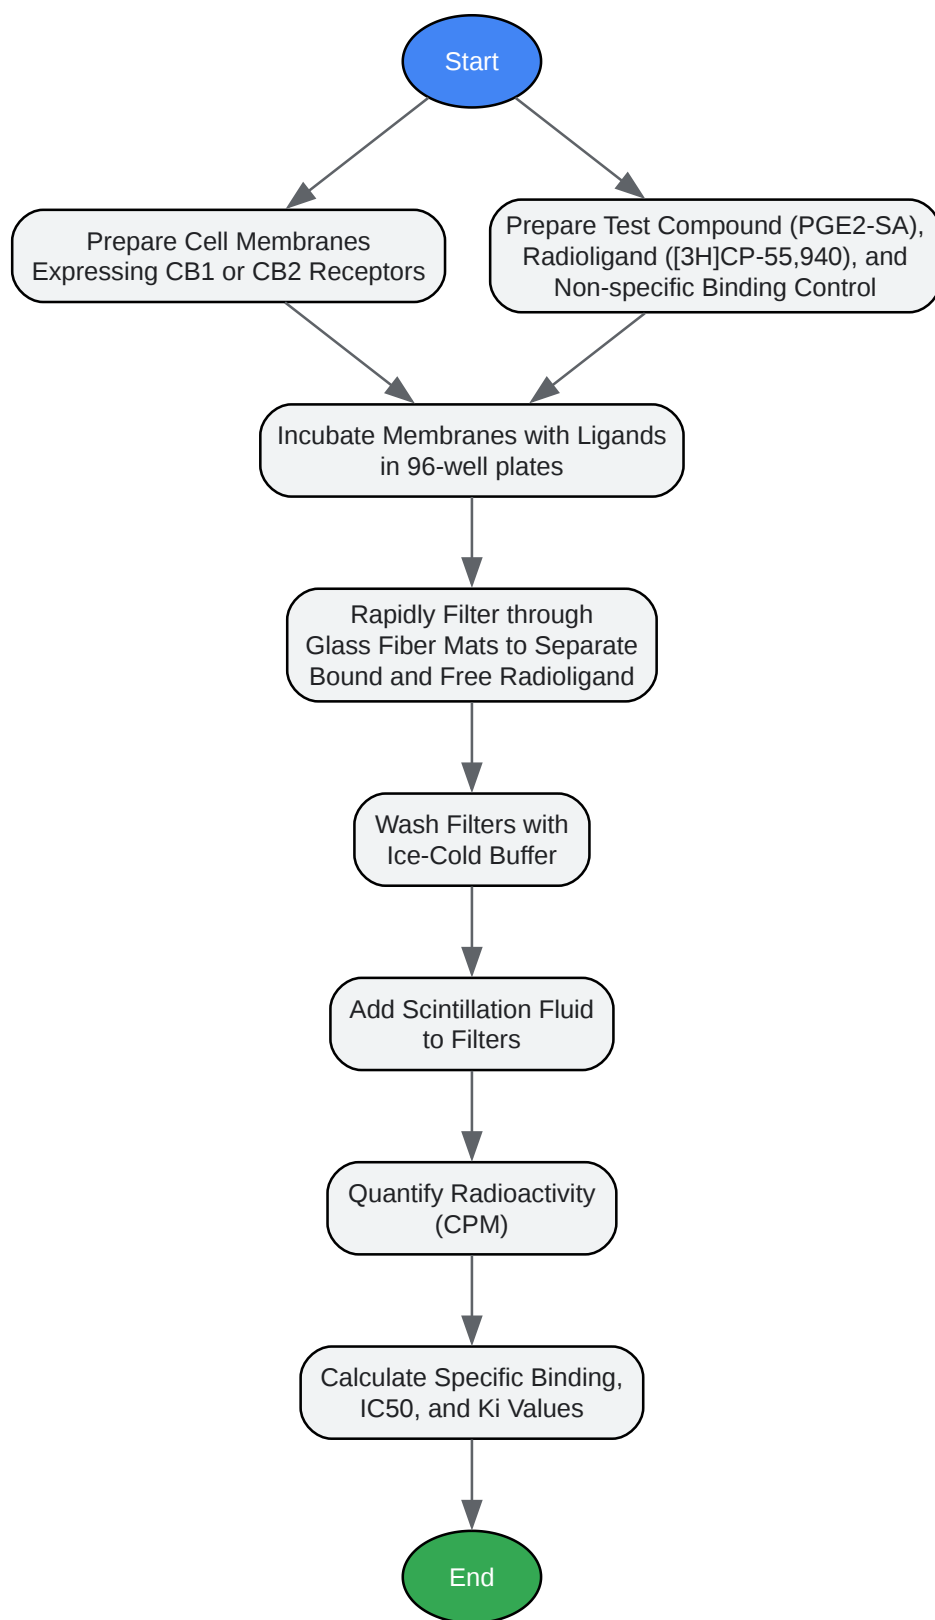 Start
Prepare Cell Membranes
Expressing CB1 or CB2 Receptors
Prepare Test Compound (PGE2-SA),
Radioligand ([3H]CP-55,940), and
Non-specific Binding Control
Incubate Membranes with Ligands
in 96-well plates
Rapidly Filter through
Glass Fiber Mats to Separate
Bound and Free Radioligand
Wash Filters with
Ice-Cold Buffer
Add Scintillation Fluid
to Filters
Quantify Radioactivity
(CPM)
Calculate Specific Binding,
IC50, and Ki Values
End